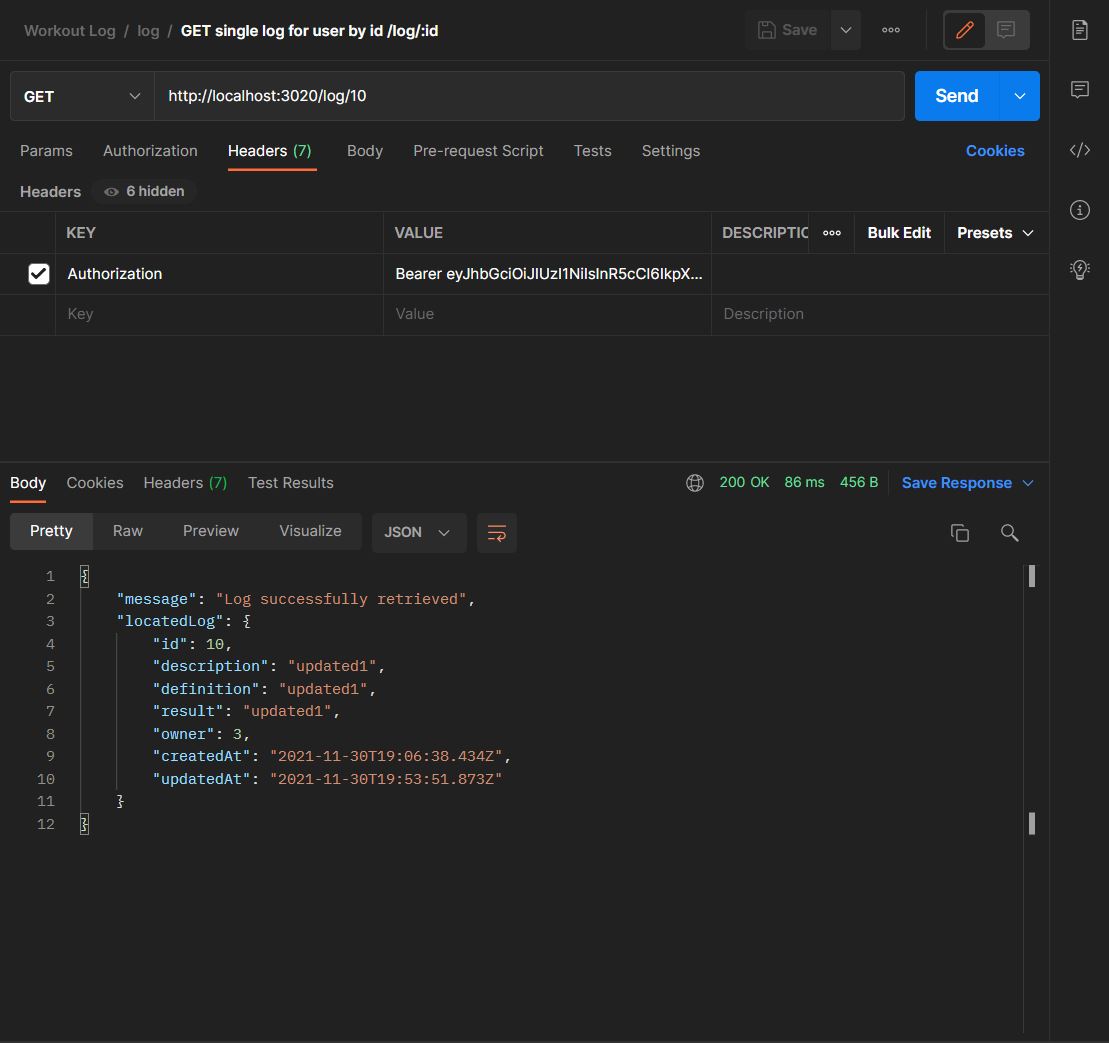 Workout Log / log / GET single log for user by id /log/:id
Save
GET
http://localhost:3020/log/10
Send
Params Authorization Headers (7) Body Pre-request Script Tests Settings Cookies
Headers 6 hidden
KEY VALUE DESCRIPTIC Bulk Edit Presets
Authorization Bearer eyJhbGciOiJIUzI1NiIsInR5cCI6IkpX...
Key Value Description
Body Cookies Headers (7) Test Results 200 OK 86 ms 456 B Save Response
Pretty Raw Preview Visualize JSON
1 {
2 "message": "Log successfully retrieved",
3 "locatedLog": {
4 "id": 10,
5 "description": "updated1",
6 "definition": "updated1",
7 "result": "updated1",
8 "owner": 3,
9 "createdAt": "2021-11-30T19:06:38.434Z",
10 "updatedAt": "2021-11-30T19:53:51.873Z"
11 }
12 }